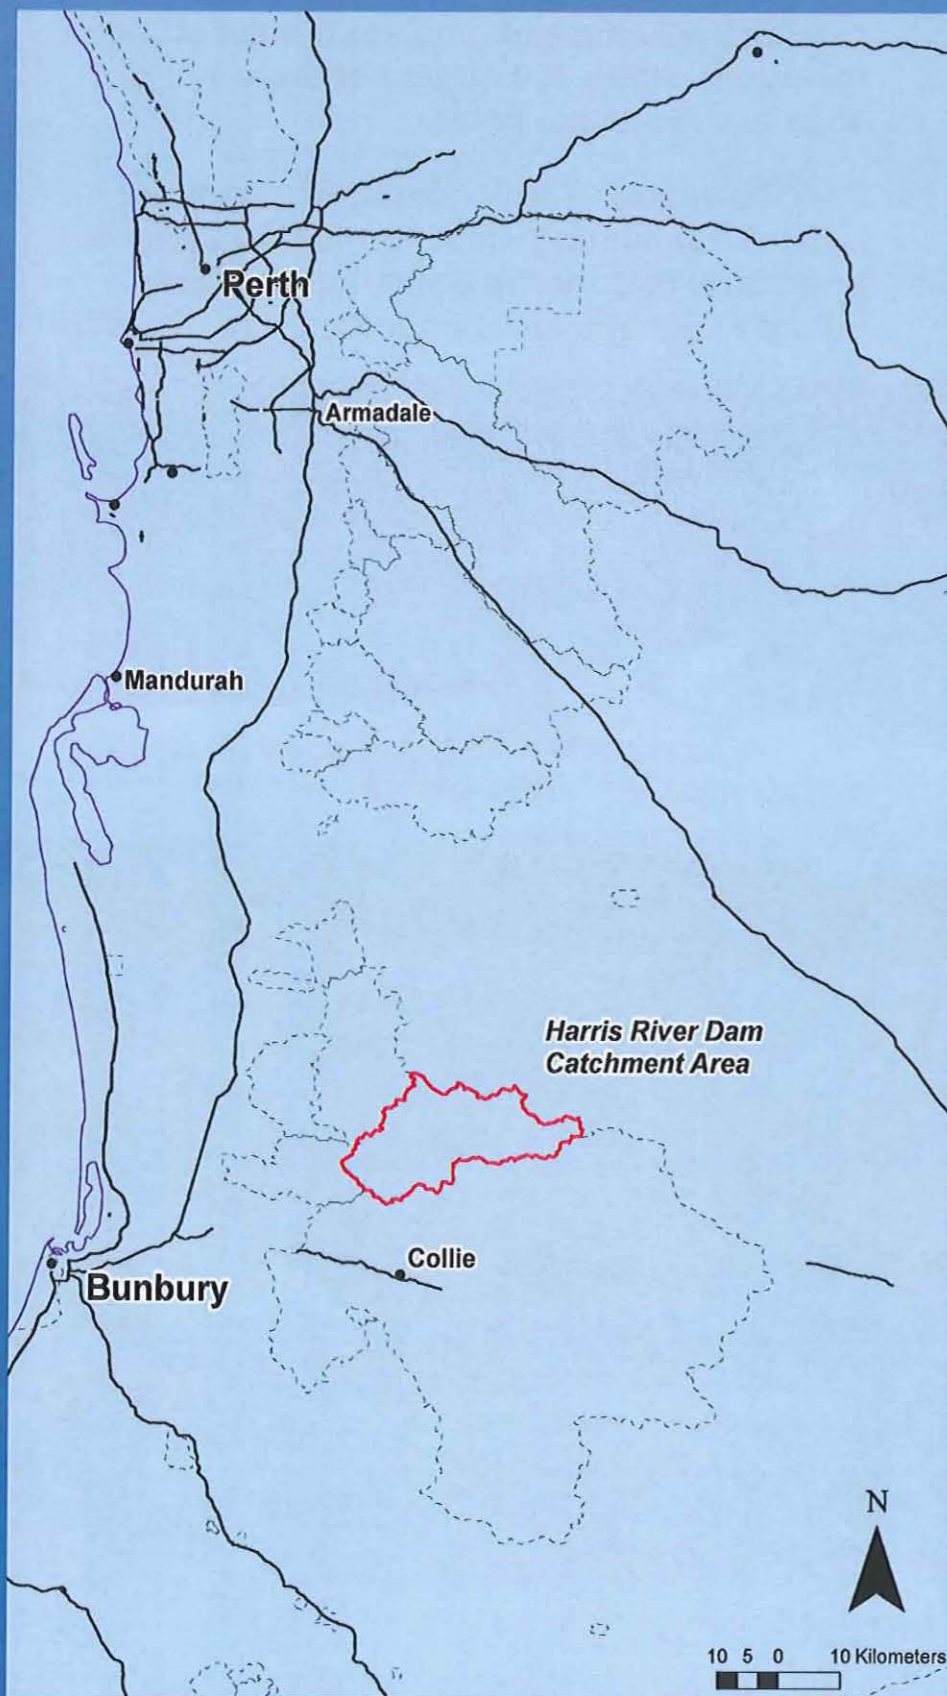 Perth
Armadale
Mandurah
Harris River Dam
Catchment Area
Collie
Bunbury
N
10 5 0 10 Kilometers